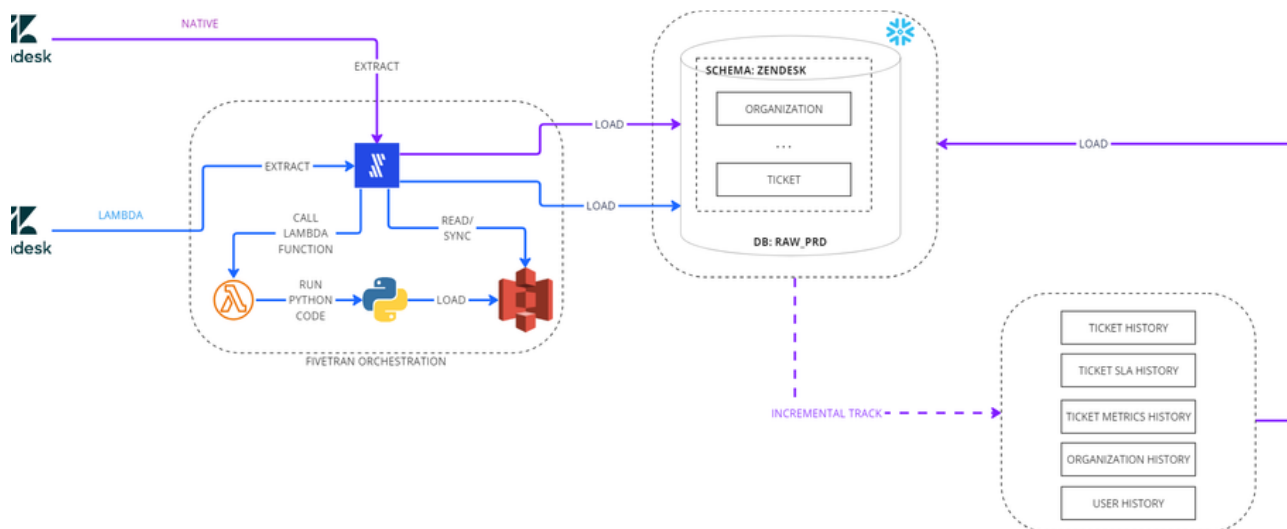 NATIVE
ndesk
EXTRACT
SCHEMA: ZENDESK
ORGANIZATION
...
TICKET
DB: RAW_PRD
LOAD
LOAD
LOAD
EXTRACT
LAMBDA
ndesk
CALL
LAMBDA
FUNCTION
READ/
SYNC
RUN
PYTHON
CODE
LOAD
FIVETRAN ORCHESTRATION
INCREMENTAL TRACK
TICKET HISTORY
TICKET SLA HISTORY
TICKET METRICS HISTORY
ORGANIZATION HISTORY
USER HISTORY